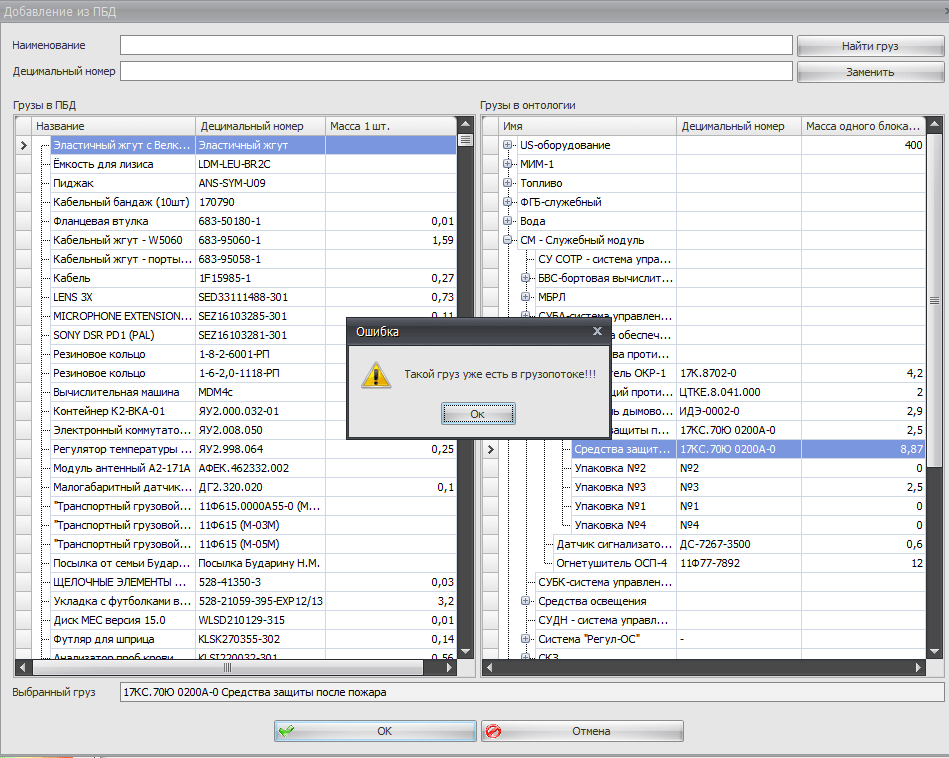 Добавление из ПБД
Наименование
Найти груз
Децимальный номер
Заменить
Грузы в ПБД
Грузы в онтологии
Название Децимальный номер Масса 1 шт.
Эластичный жгут с Велк... Эластичный жгут
Ёмкость для лизиса LDM-LEU-BR2C
Пиджак ANS-SYM-U09
Кабельный бандаж (10шт) 170790
Фланцевая втулка 683-50180-1 0,01
Кабельный жгут - W5060 683-95060-1 1,59
Кабельный жгут - порты... 683-95058-1
Кабель 1F15985-1 0,27
LENS 3X SED33111488-301 0,73
MICROPHONE EXTENSION... SEZ16103285-301 0,11
SONY DSR PD1 (PAL) SEZ16103281-301
Резиновое кольцо 1-8-2-6001-РП
Резиновое кольцо 1-6-2,0-1118-РП
Вычислительная машина MDM4c
Контейнер К2-ВКА-01 ЯУ2.000.032-01
Электронный коммутато... ЯУ2.008.050
Регулятор температуры ... ЯУ2.998.064 0,25
Модуль антенный А2-171А АФЕК.462332.002
Малогабаритный датчик... ДГ2.320.020 0,1
"Транспортный грузовой... 11Ф615.0000А55-0 (М...
"Транспортный грузовой... 11Ф615 (М-03М)
"Транспортный грузовой... 11Ф615 (М-05М)
Посылка от семьи Будар... Посылка Бударину Н.М.
ЩЕЛОЧНЫЕ ЭЛЕМЕНТЫ ... 528-41350-3 0,03
Укладка с футболками в... 528-21059-395-EXP12/13 3,2
Диск МЕС версия 15.0 WLSD210129-315 0,01
Футляр для шприца KLSK270355-302 0,14
Анализатор проб крови KLSI220032-301 0,56
Имя Децимальный номер Масса одного блока...
US-оборудование 400
МИМ-1
Топливо
ФГБ-служебный
Вода
СМ - Служебный модуль
СУ СОТР - система упра...
БВС-бортовая вычислит...
МБРЛ
СУБА-система управлен...
а обеспеч...
ва проти...
тель ОКР-1 17К.8702-0 4,2
щий проти... ЦТКЕ.8.041.000 2
ь дымово... ИДЭ-0002-0 2,9
защиты п... 17КС.70Ю 0200А-0 2,5
Средства защит... 17КС.70Ю 0200А-0 8,87
Упаковка №2 №2 0
Упаковка №3 №3 2,5
Упаковка №1 №1 0
Упаковка №4 №4 0
Датчик сигнализато... ДС-7267-3500 0,6
Огнетушитель ОСП-4 11Ф77-7892 12
СУБК-система управлен...
Средства освещения
СУДН - система управл...
Система "Регул-ОС" -
СКЗ
Ошибка
Такой груз уже есть в грузопотоке!!!
Ок
Выбранный груз 17КС.70Ю 0200А-0 Средства защиты после пожара
ОК Отмена